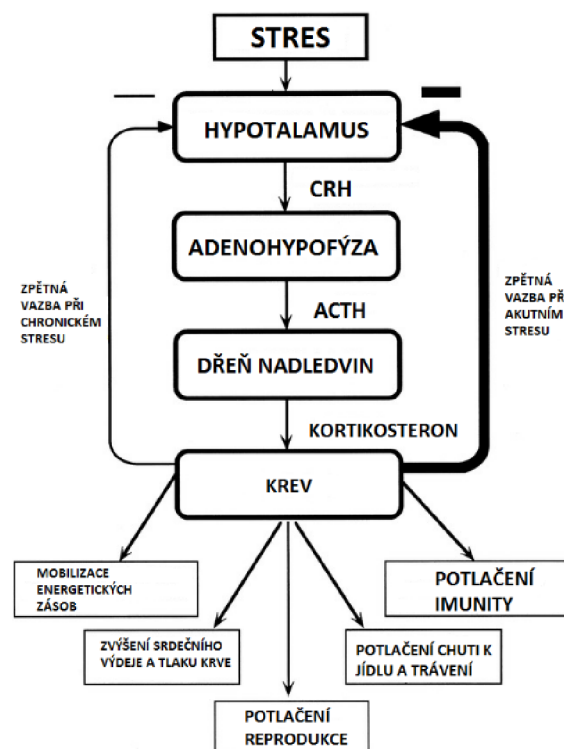 STRES
HYPOTALAMUS
CRH
ADENOHYPOFÝZA
ZPĚTNÁ
VAZBA PŘI
CHRONICKÉM
STRESU
ZPĚTNÁ
VAZBA PŘ
AKUTNÍM
STRESU
ACTH
DŘEŇ NADLEDVIN
KORTIKOSTERON
KREV
MOBILIZACE
ENERGETICKÝCH
ZÁSOB
POTLAČENÍ
IMUNITY
ZVÝŠENÍ SRDEČNÍHO
VÝDEJE A TLAKU KRVE
POTLAČENÍ CHUTI K
JÍDLU A TRÁVENÍ
POTLAČENÍ
REPRODUKCE